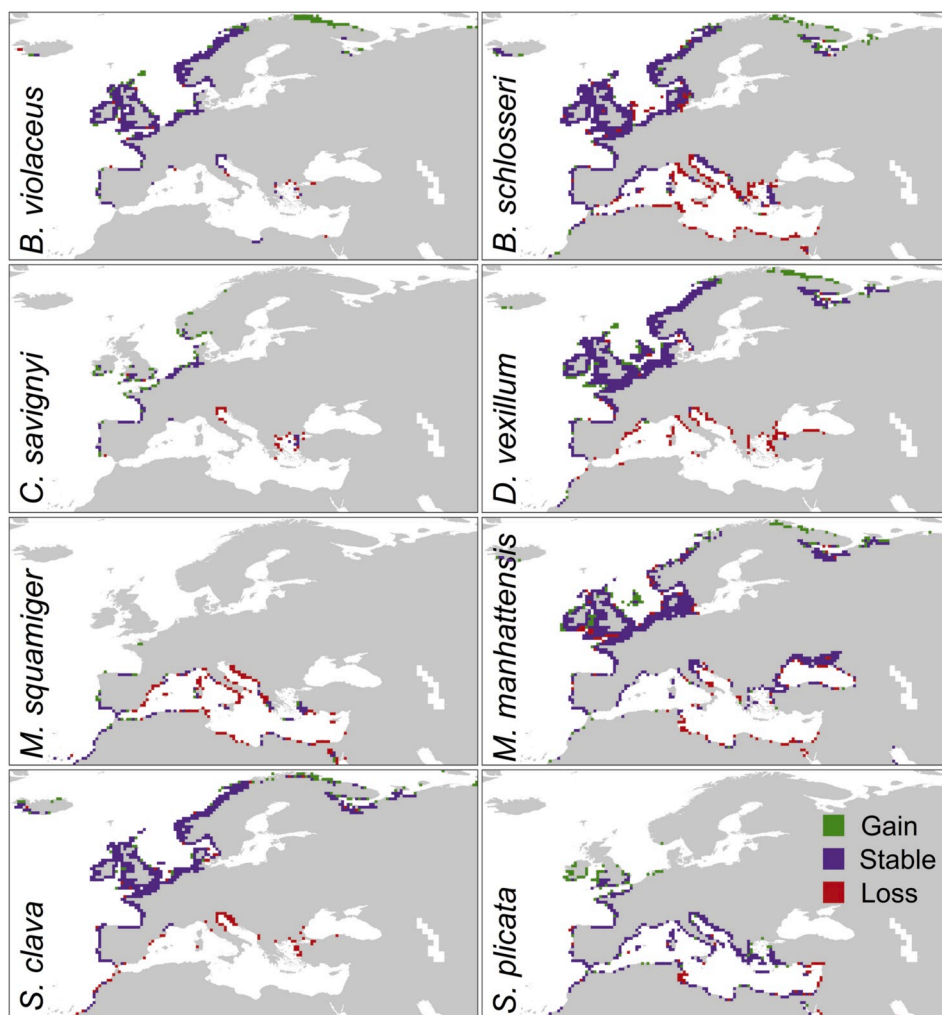 B. violaceus
B. schlosseri
C. savignyi
D. vexillum
M. squamiger
M. manhattensis
S. clava
S. plicata
Gain
Stable
Loss